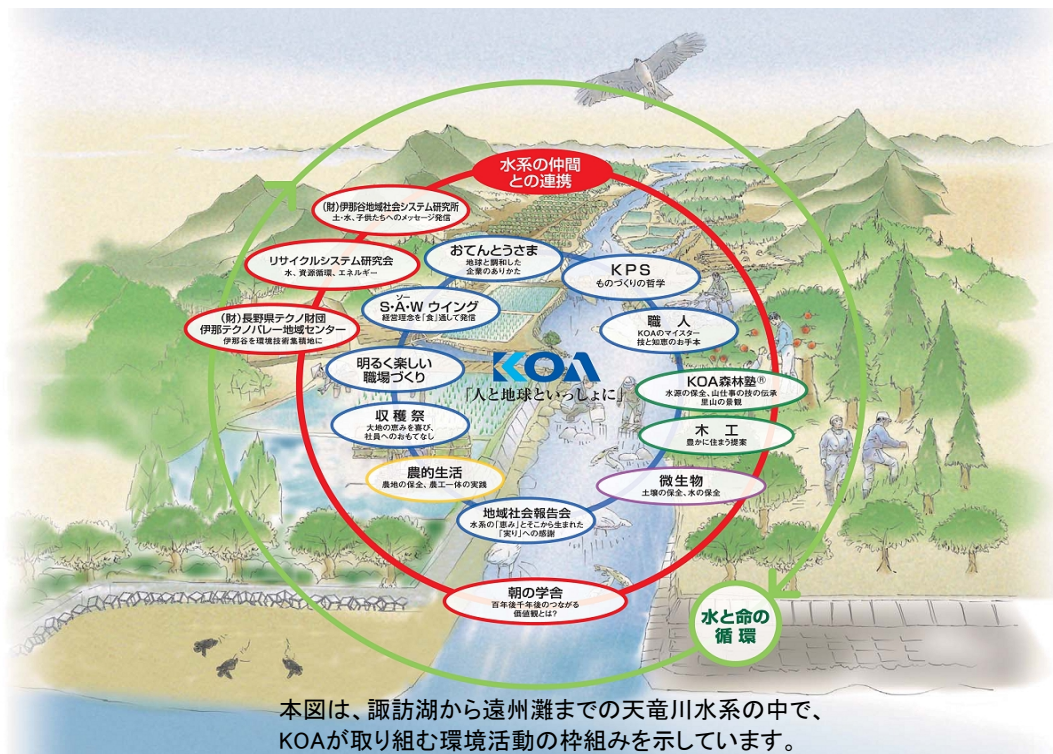 水系の仲間
との連携
(財)伊那谷地域社会システム研究所
土・水、子供たちへのメッセージ発信
リサイクルシステム研究会
水、資源循環、エネルギー
(財)長野県テクノ財団
伊那テクノバレー地域センター
伊那谷を環境技術集積地に
おてんとうさま
地球と調和した
企業のありかた
KPS
ものづくりの哲学
ソー
S・A・W ウイング
経営理念を「食」通して発信
職人
KOAのマイスター
技と知恵のお手本
明るく楽しい
職場づくり
KOA
「人と地球といっしょに」
KOA森林塾®
水源の保全、山仕事の技の伝承
里山の景観
収穫祭
大地の恵みを喜び、
社員へのおもてなし
木工
豊かに住まう提案
農的生活
農地の保全、農工一体の実践
微生物
土壌の保全、水の保全
地域社会報告会
水系の「恵み」とそこから生まれた
「実り」への感謝
朝の学舎
百年後千年後のつながる
価値観とは?
水と命の
循環
本図は、諏訪湖から遠州灘までの天竜川水系の中で、
KOAが取り組む環境活動の枠組みを示しています。